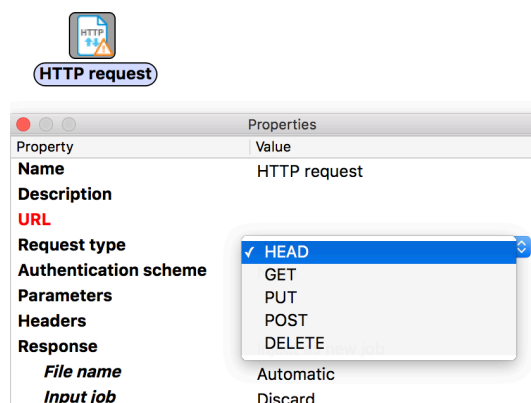 HTTP
HTTP request
Properties
Property Value
Name HTTP request
Description
URL
Request type ✓ HEAD
Authentication scheme GET
Parameters PUT
Headers POST
Response DELETE
File name Automatic
Input job Discard